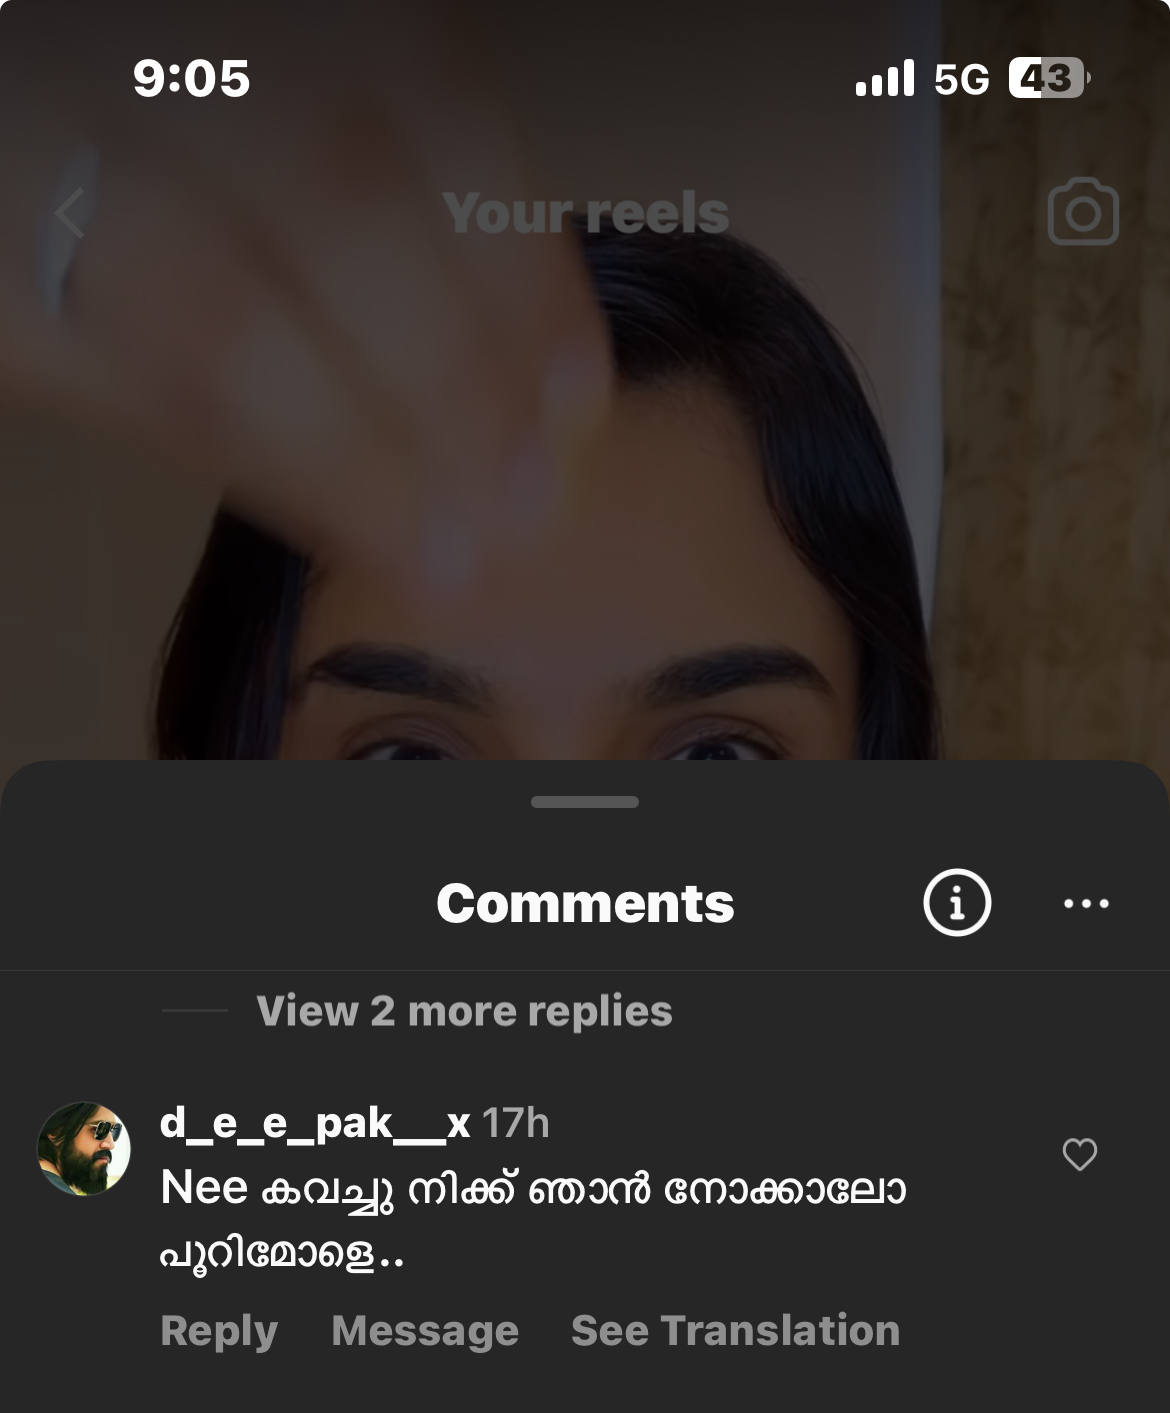 9:05 5G 43
Your reels
Comments
View 2 more replies
d_e_e_pak__x 17h
Nee കവച്ചു നിക്ക് ഞാൻ നോക്കാലോ
പൂറിമോളെ..
Reply Message See Translation